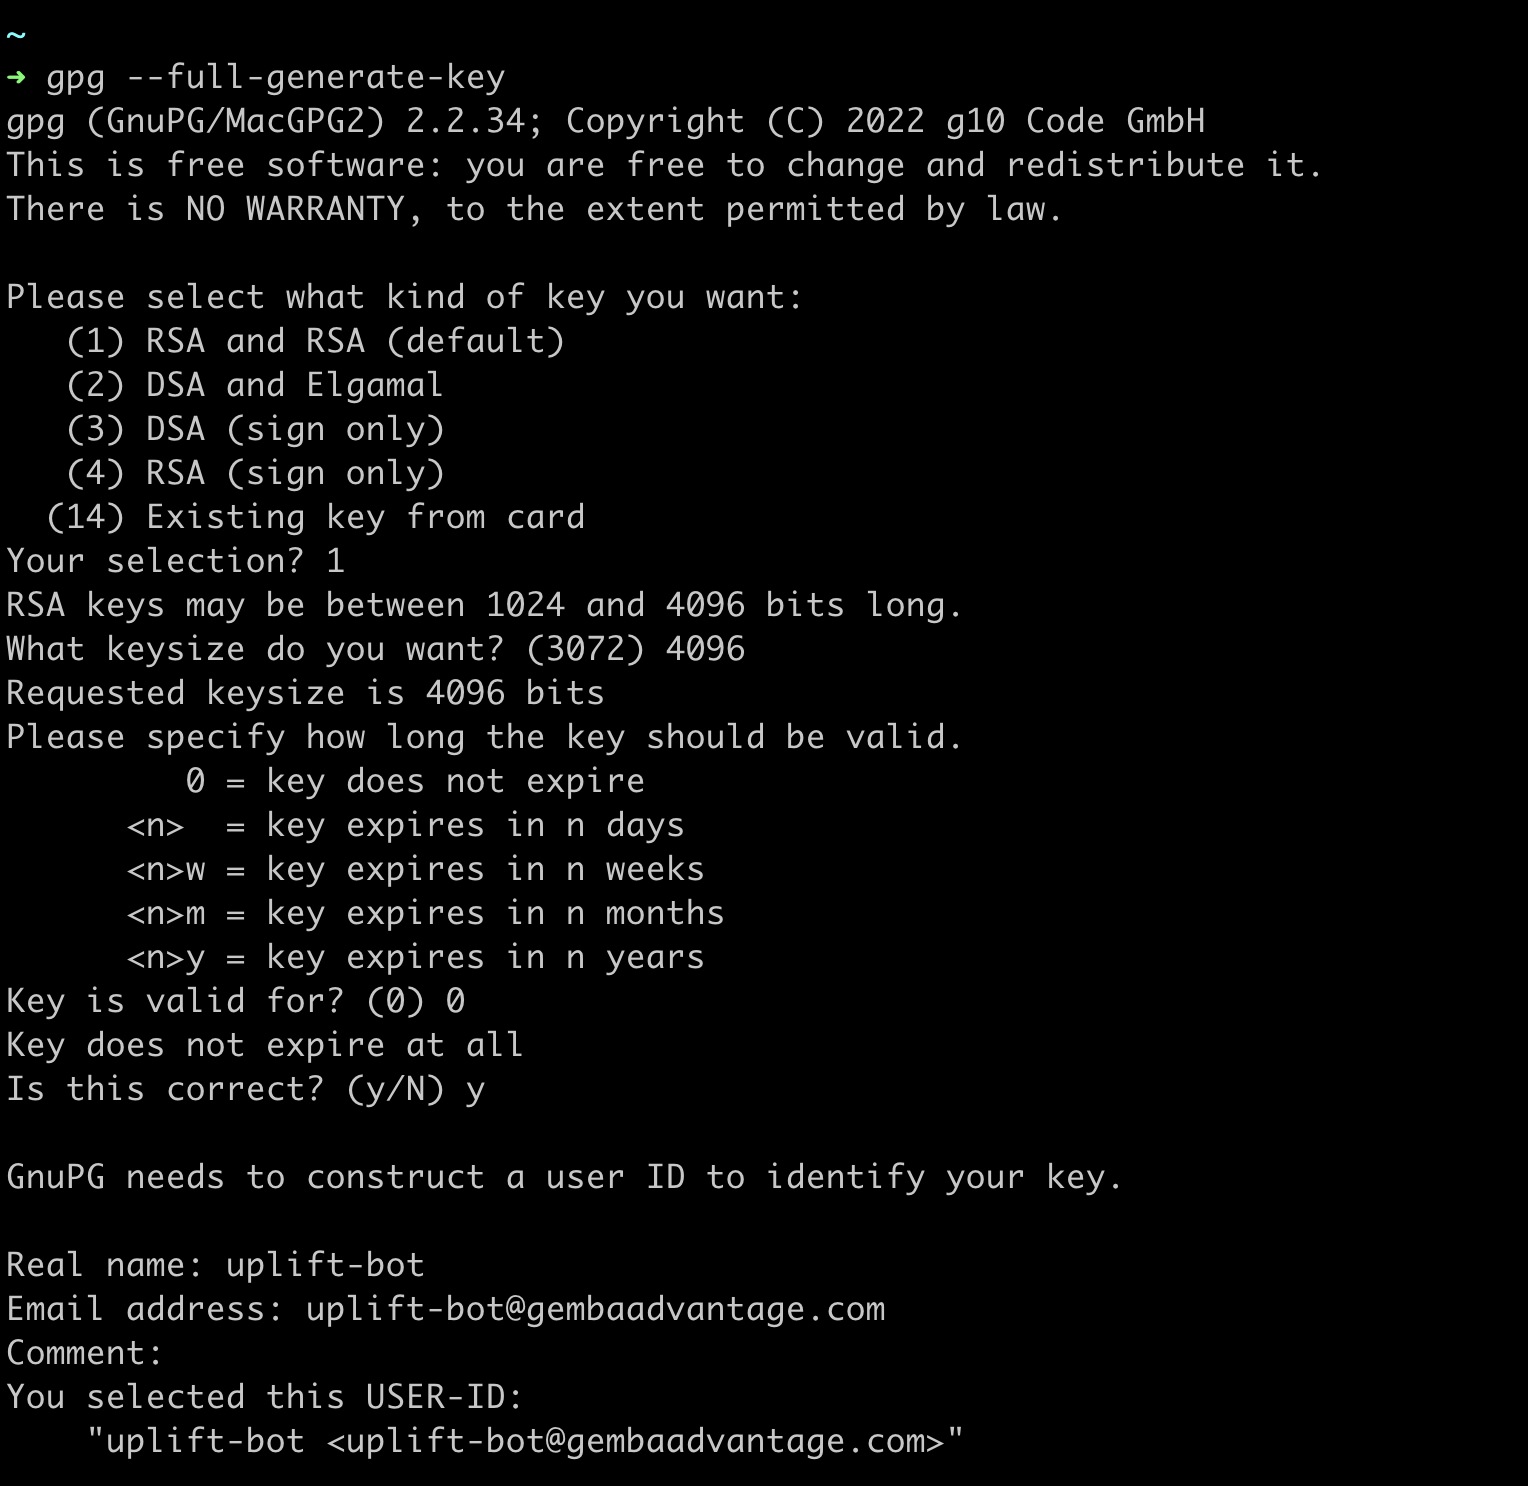 ~
➜ gpg --full-generate-key
gpg (GnuPG/MacGPG2) 2.2.34; Copyright (C) 2022 g10 Code GmbH
This is free software: you are free to change and redistribute it.
There is NO WARRANTY, to the extent permitted by law.

Please select what kind of key you want:
   (1) RSA and RSA (default)
   (2) DSA and Elgamal
   (3) DSA (sign only)
   (4) RSA (sign only)
  (14) Existing key from card
Your selection? 1
RSA keys may be between 1024 and 4096 bits long.
What keysize do you want? (3072) 4096
Requested keysize is 4096 bits
Please specify how long the key should be valid.
         0 = key does not expire
      <n>  = key expires in n days
      <n>w = key expires in n weeks
      <n>m = key expires in n months
      <n>y = key expires in n years
Key is valid for? (0) 0
Key does not expire at all
Is this correct? (y/N) y

GnuPG needs to construct a user ID to identify your key.

Real name: uplift-bot
Email address: uplift-bot@gembaadvantage.com
Comment:
You selected this USER-ID:
    "uplift-bot <uplift-bot@gembaadvantage.com>"